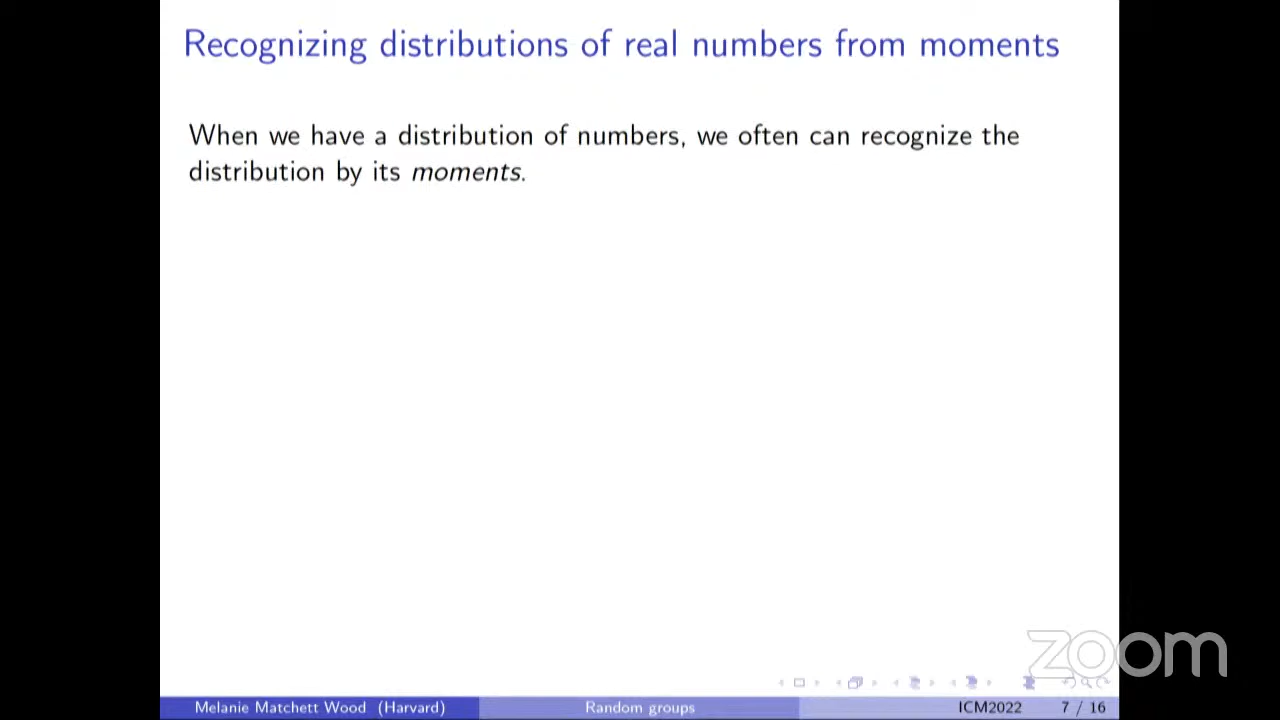 Recognizing distributions of real numbers from moments
When we have a distribution of numbers, we often can recognize the
distribution by its moments.
zoom
Melanie Matchett Wood (Harvard) Random groups ICM2022 7 / 16